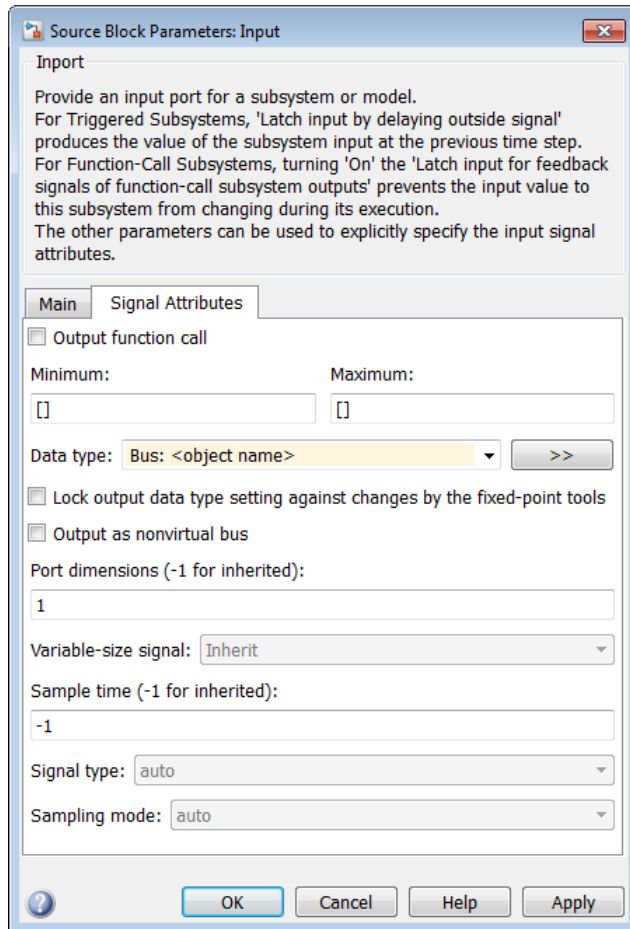 Source Block Parameters: Input
Inport
Provide an input port for a subsystem or model.
For Triggered Subsystems, 'Latch input by delaying outside signal'
produces the value of the subsystem input at the previous time step.
For Function-Call Subsystems, turning 'On' the 'Latch input for feedback
signals of function-call subsystem outputs' prevents the input value to
this subsystem from changing during its execution.
The other parameters can be used to explicitly specify the input signal
attributes.
Main Signal Attributes
Output function call
Minimum: Maximum:
[] []
Data type: Bus: <object name> >>
Lock output data type setting against changes by the fixed-point tools
Output as nonvirtual bus
Port dimensions (-1 for inherited):
1
Variable-size signal: Inherit
Sample time (-1 for inherited):
-1
Signal type: auto
Sampling mode: auto
? OK Cancel Help Apply